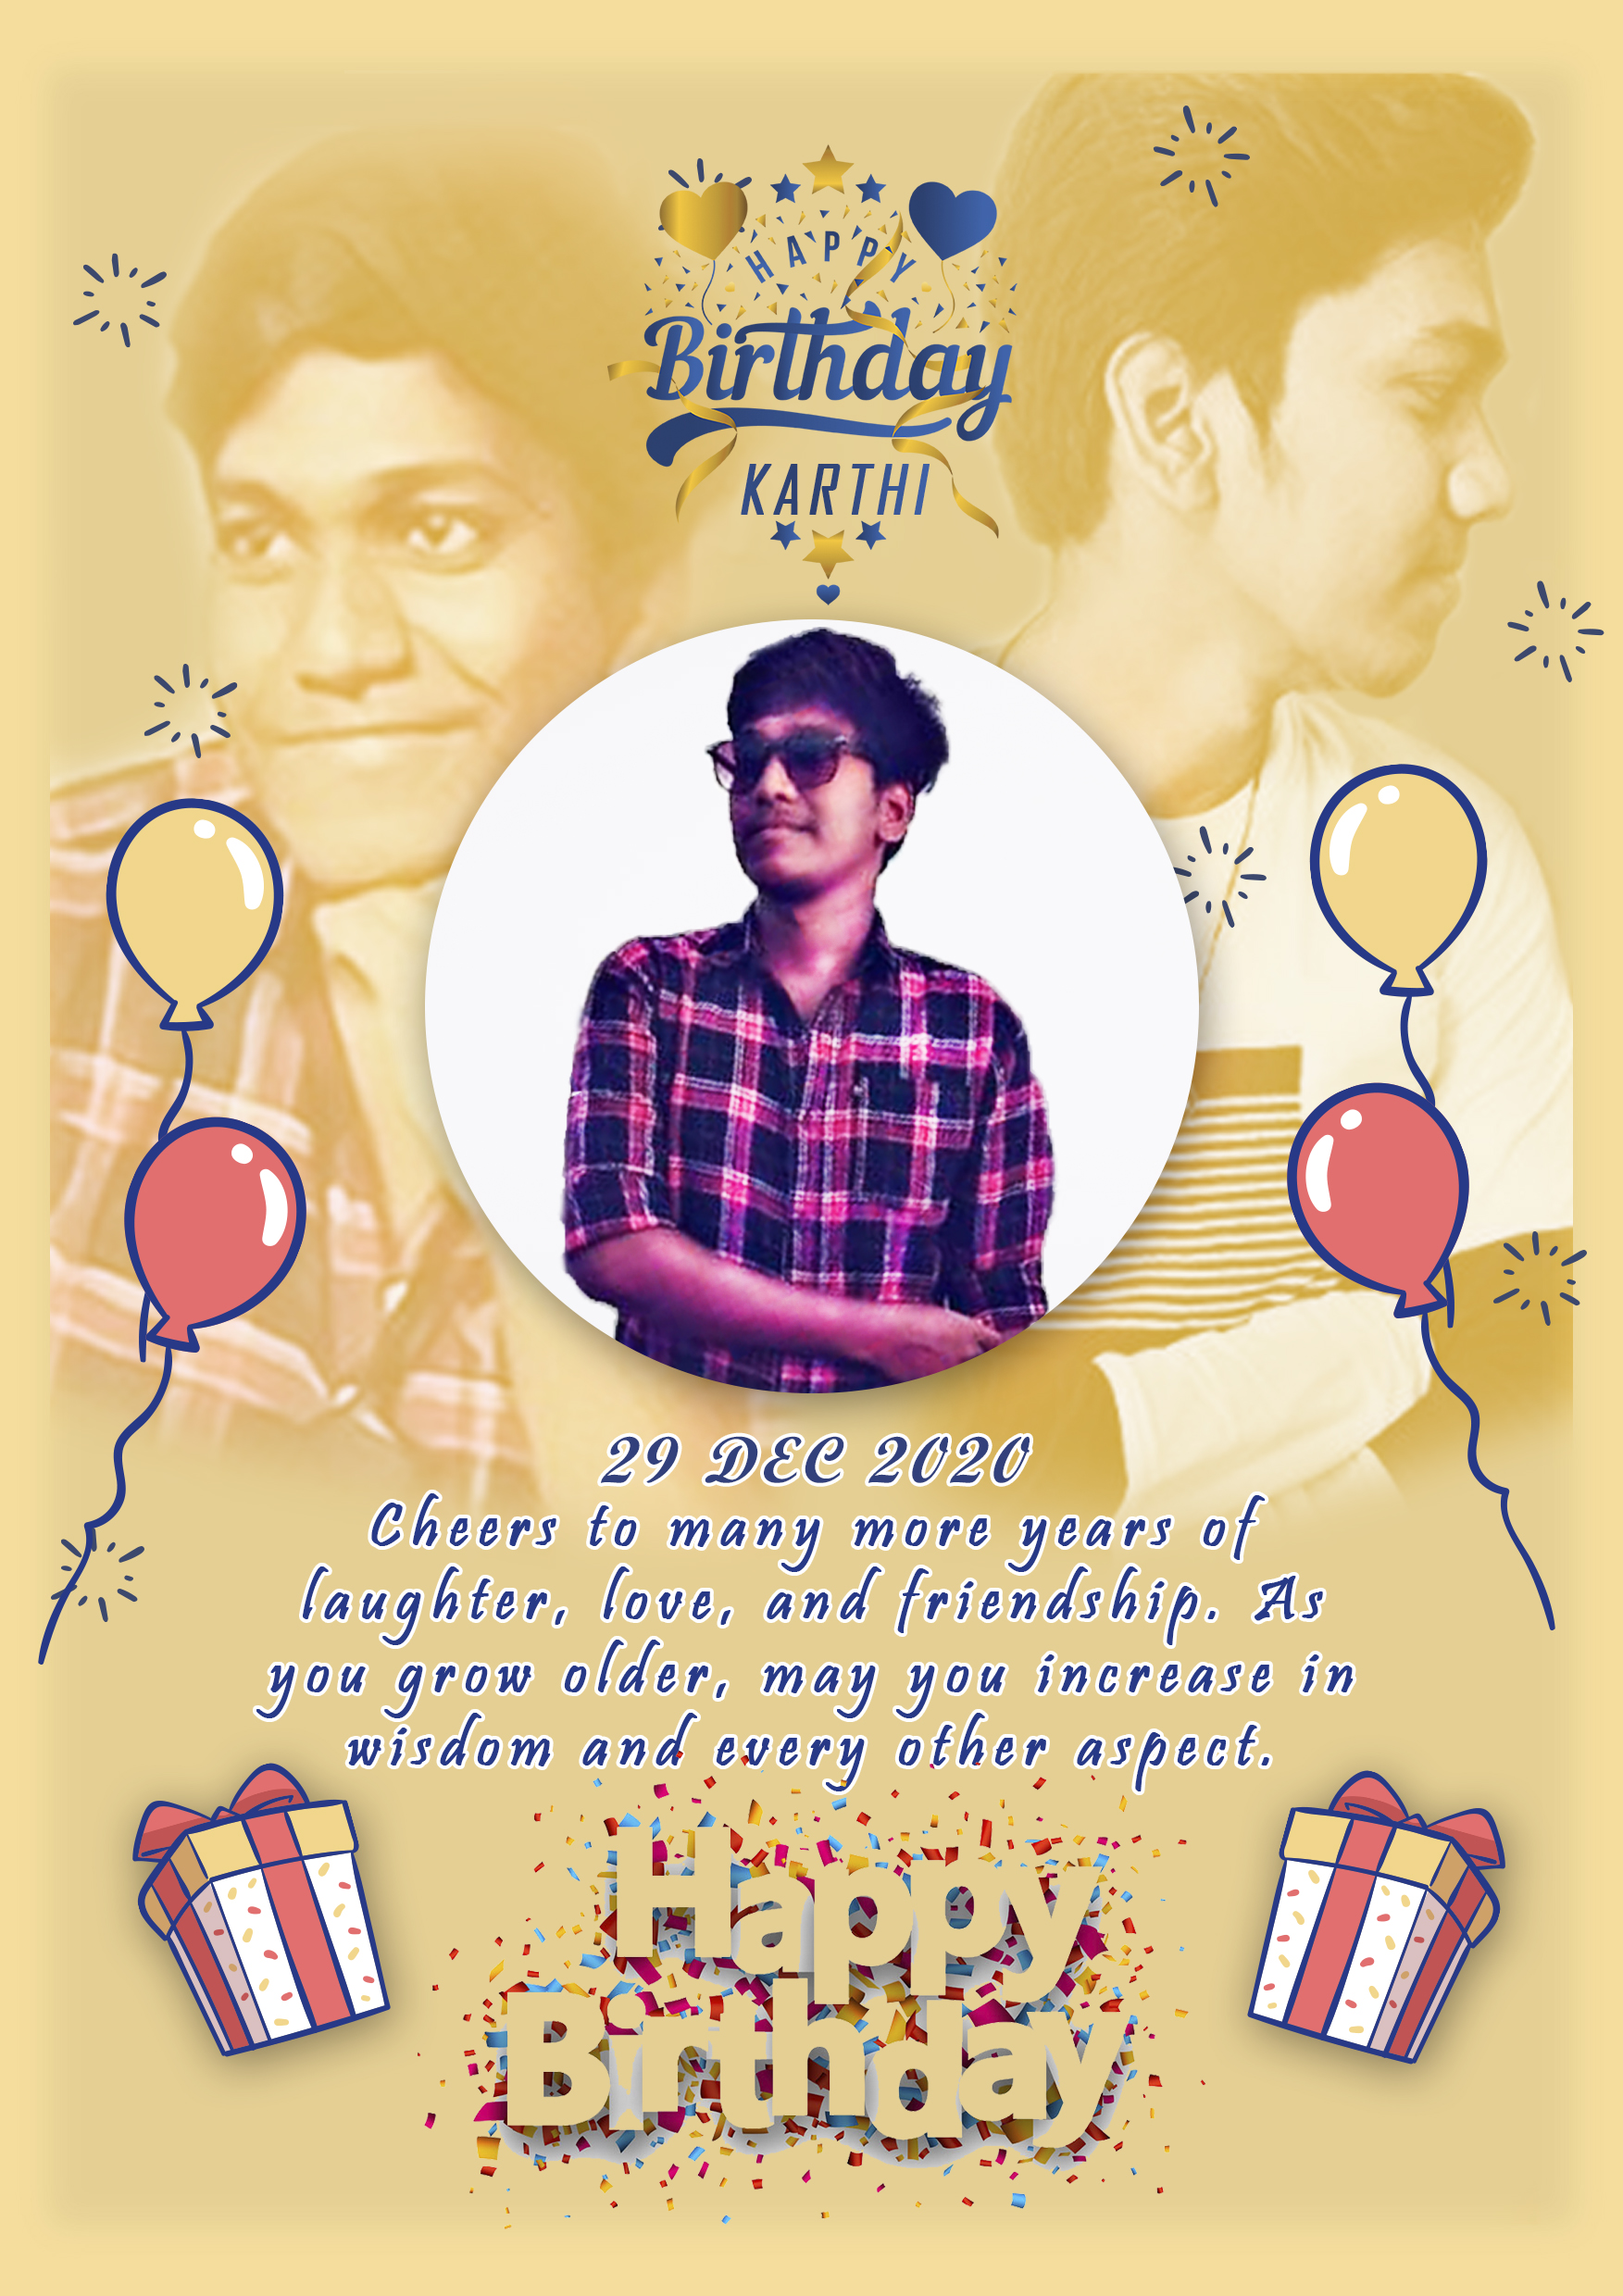 HAPPY
Birthday
KARTHI
29 DEC 2020
Cheers to many more years of
laughter, love, and friendship. As
you grow older, may you increase in
wisdom and every other aspect.
Happy
Birthday